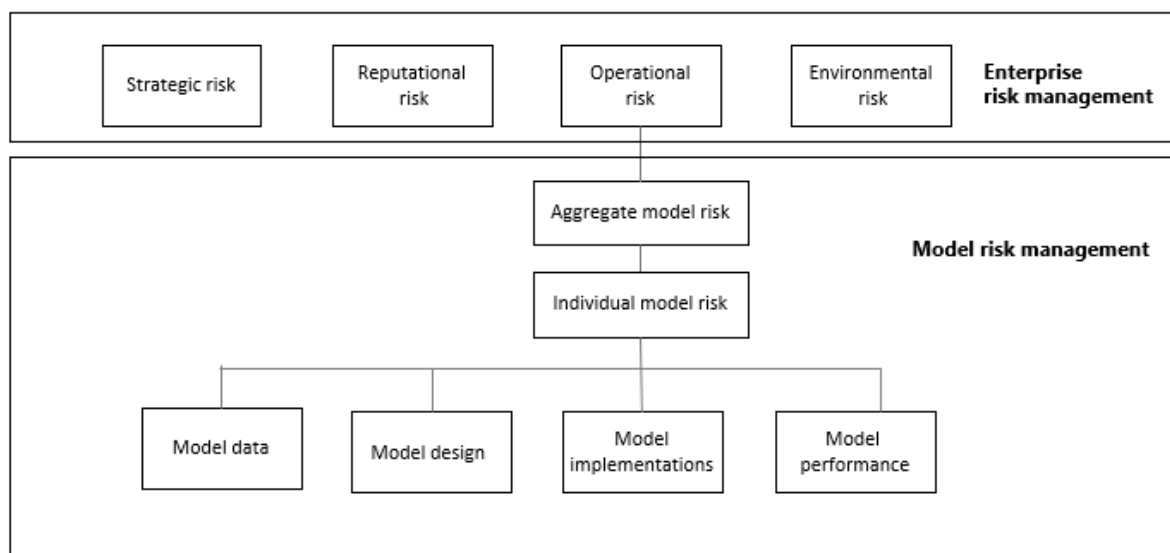 Strategic risk
Reputational
risk
Operational
risk
Environmental
risk
Enterprise
risk management
Aggregate model risk
Model risk management
Individual model risk
Model data
Model design
Model
implementations
Model
performance